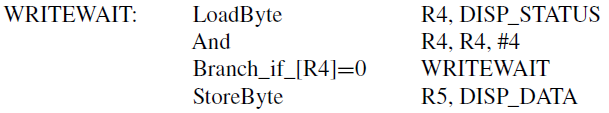 WRITEWAIT: LoadByte R4, DISP_STATUS
And R4, R4, #4
Branch_if_[R4]=0 WRITEWAIT
StoreByte R5, DISP_DATA